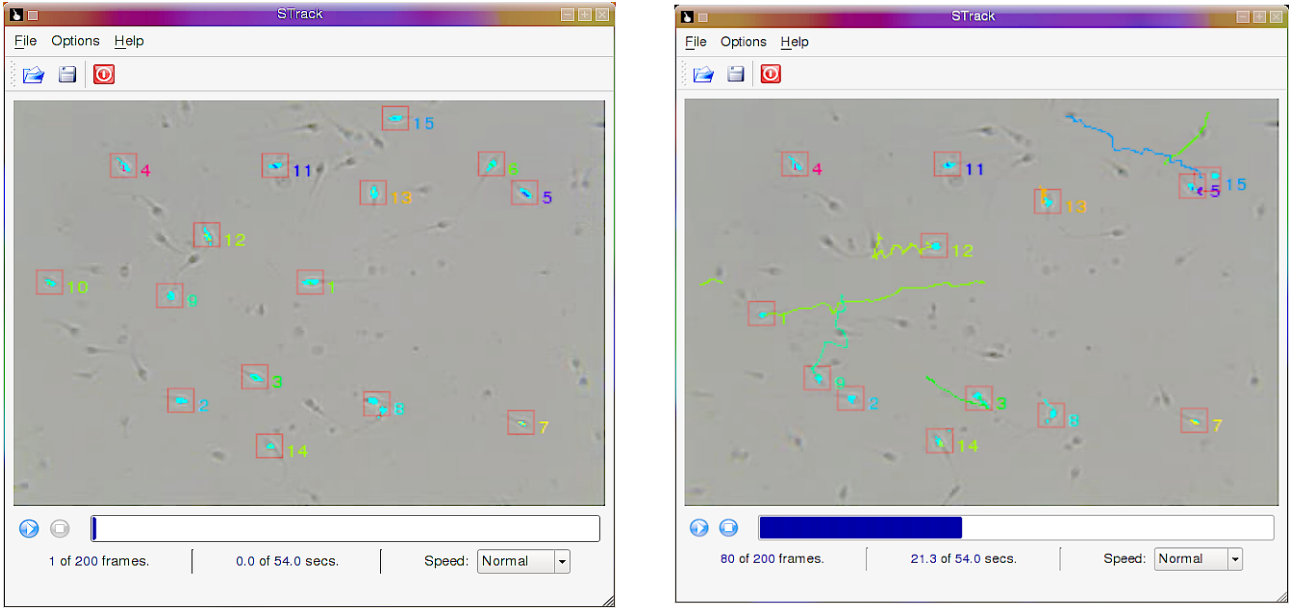 STrack
File Options Help
15
4
11
6
13
5
12
10
1
9
3
2
8
7
14
1 of 200 frames.
0.0 of 54.0 secs.
Speed: Normal
STrack
File Options Help
4
11
5
15
13
12
1
9
2
3
8
7
14
80 of 200 frames.
21.3 of 54.0 secs.
Speed: Normal